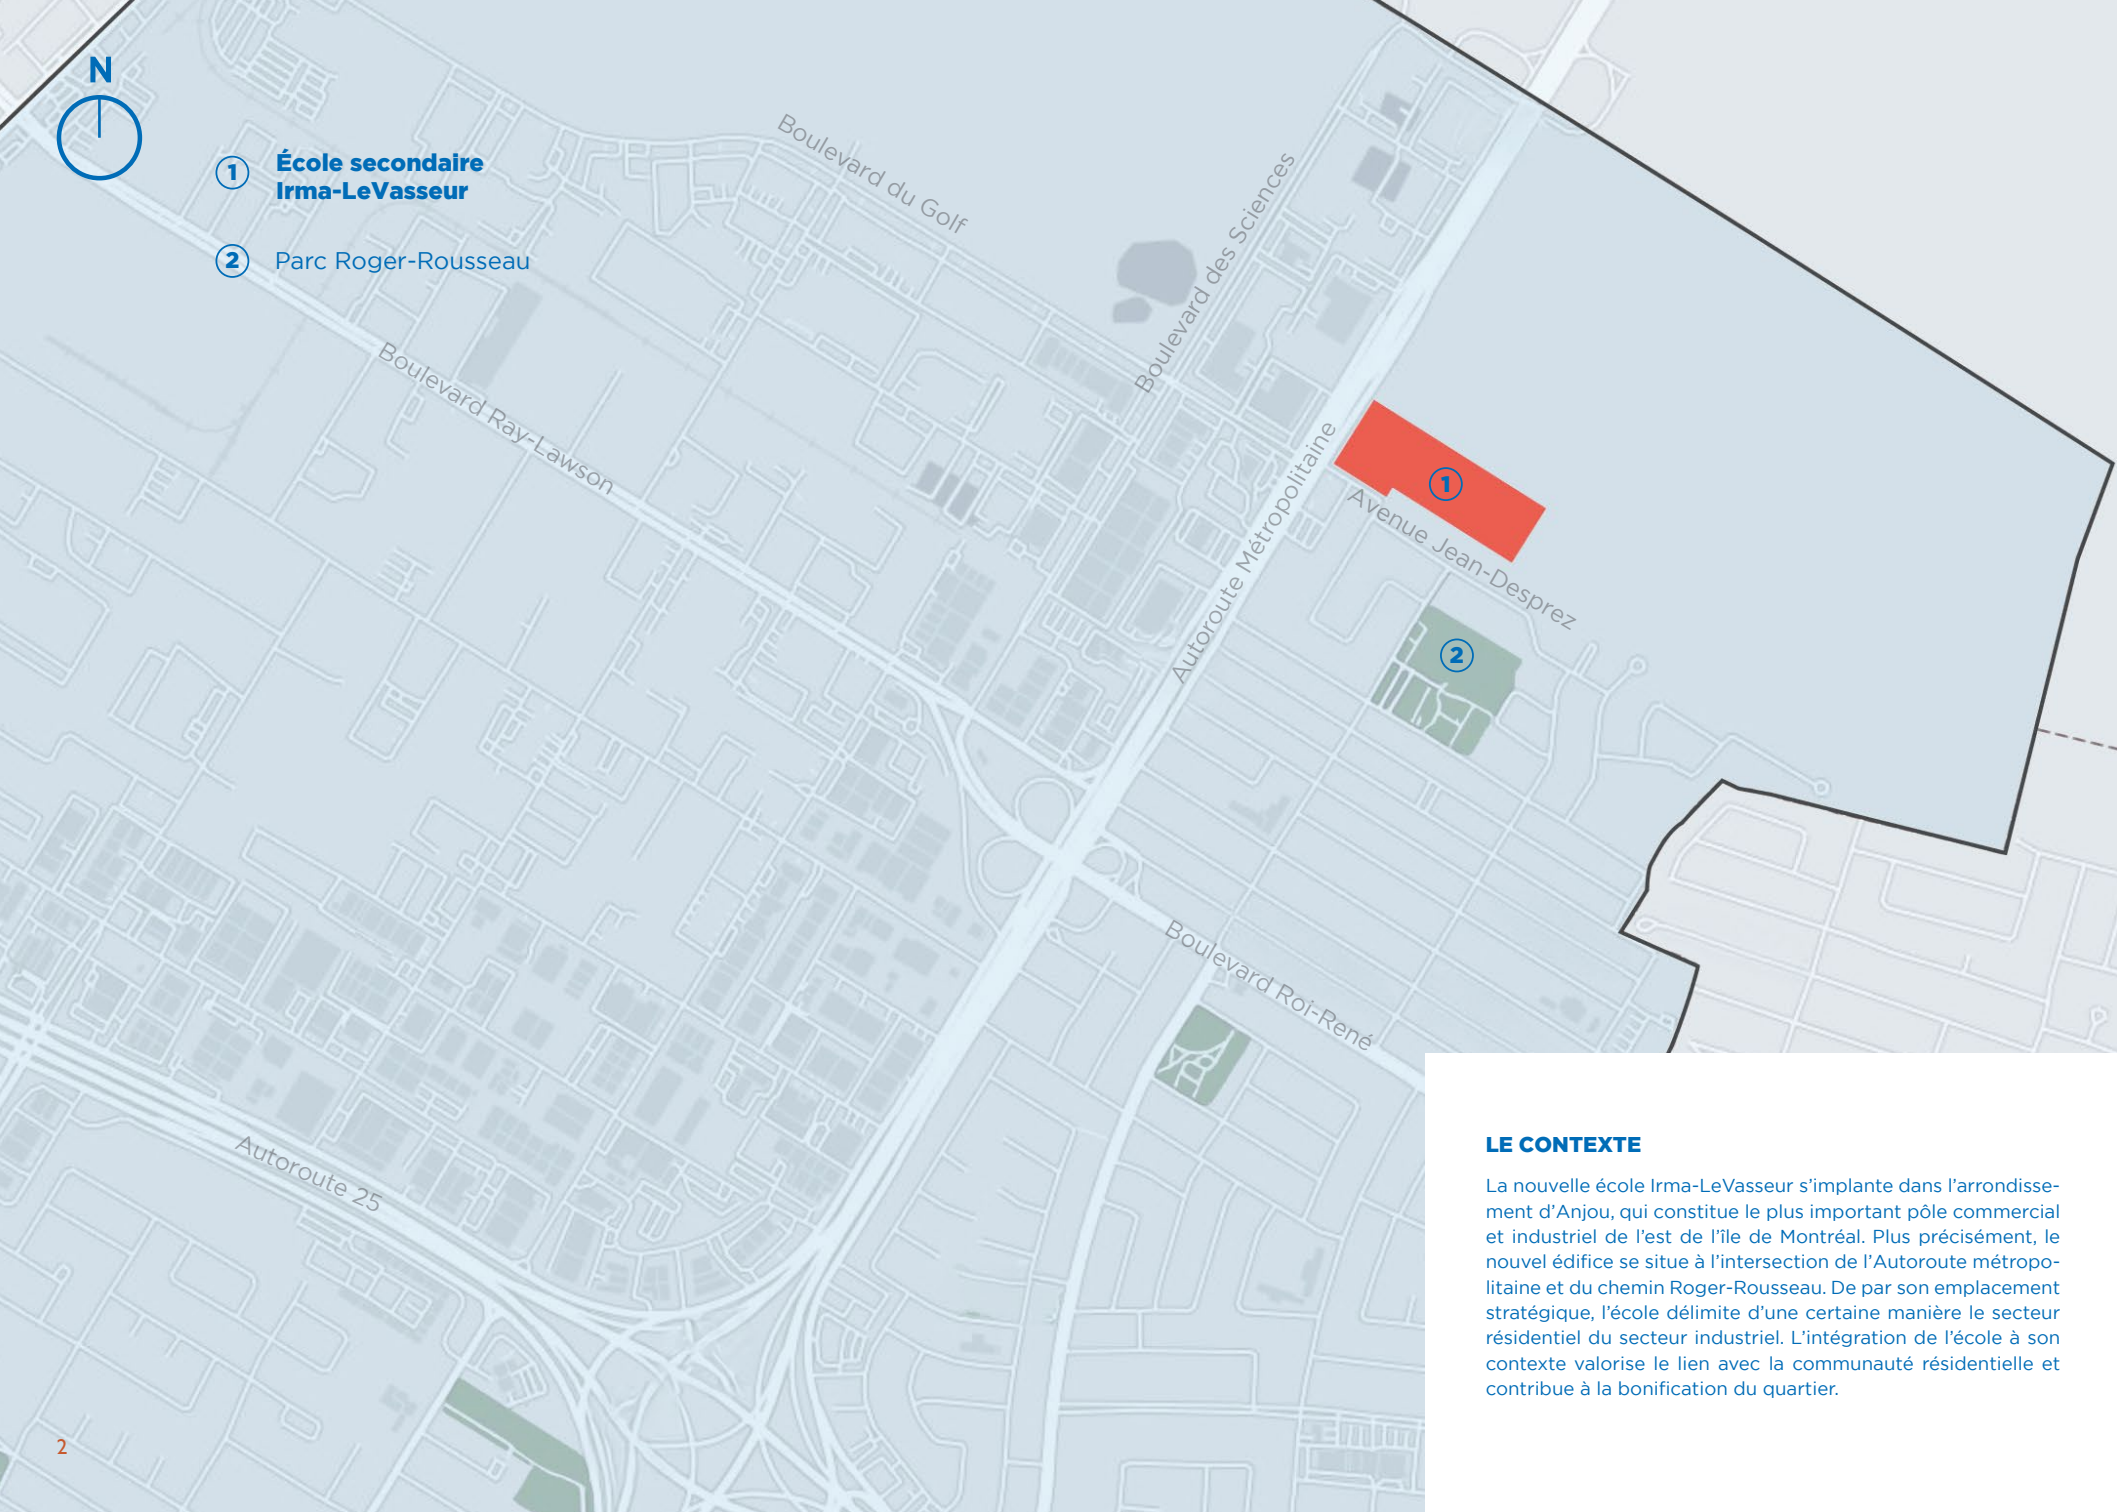 N
1
École secondaire
Irma-LeVasseur
2
Parc Roger-Rousseau
Boulevard du Golf
Boulevard des Sciences
Boulevard Ray-Lawson
Autoroute Métropolitaine
1
Avenue Jean-Desprez
2
Boulevard Roi-René
Autoroute 25
LE CONTEXTE
La nouvelle école Irma-LeVasseur s’implante dans l’arrondisse-
ment d’Anjou, qui constitue le plus important pôle commercial
et industriel de l’est de l’île de Montréal. Plus précisément, le
nouvel édifice se situe à l’intersection de l’Autoroute métropo-
litaine et du chemin Roger-Rousseau. De par son emplacement
stratégique, l’école délimite d’une certaine manière le secteur
résidentiel du secteur industriel. L’intégration de l’école à son
contexte valorise le lien avec la communauté résidentielle et
contribue à la bonification du quartier.
2